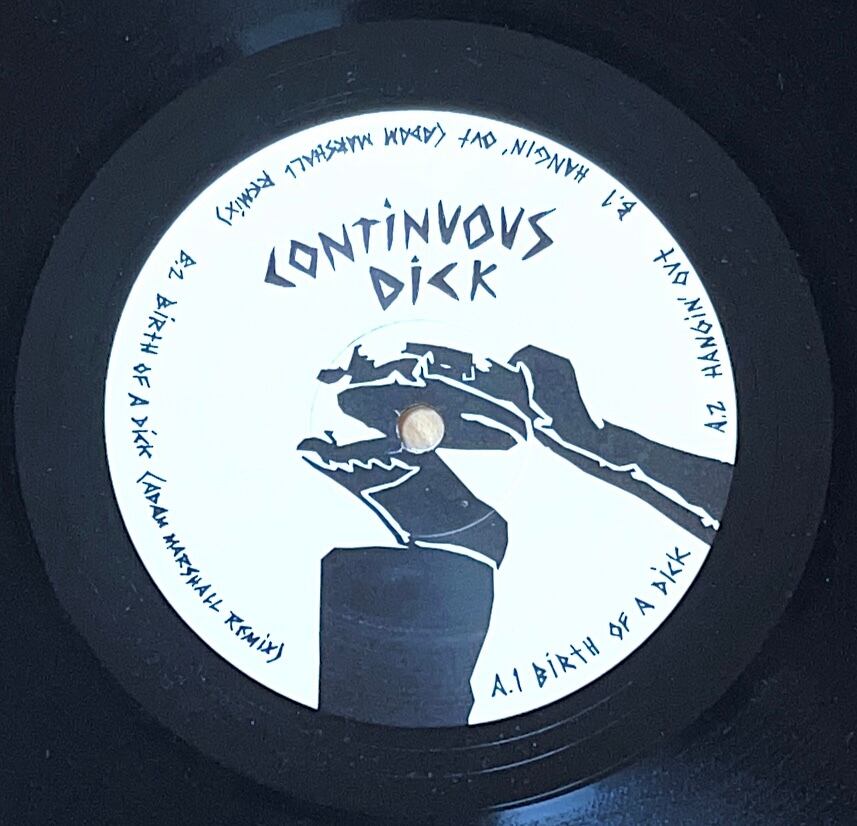 CONTINUOUS
DICK
A.1 BIRTH OF A DICK
A.2 HANGIN' OUT
B.1 HANGIN' OUT (ADAM MARSHALL REMIX)
B.2 BIRTH OF A DICK (ADAM MARSHALL REMIX)